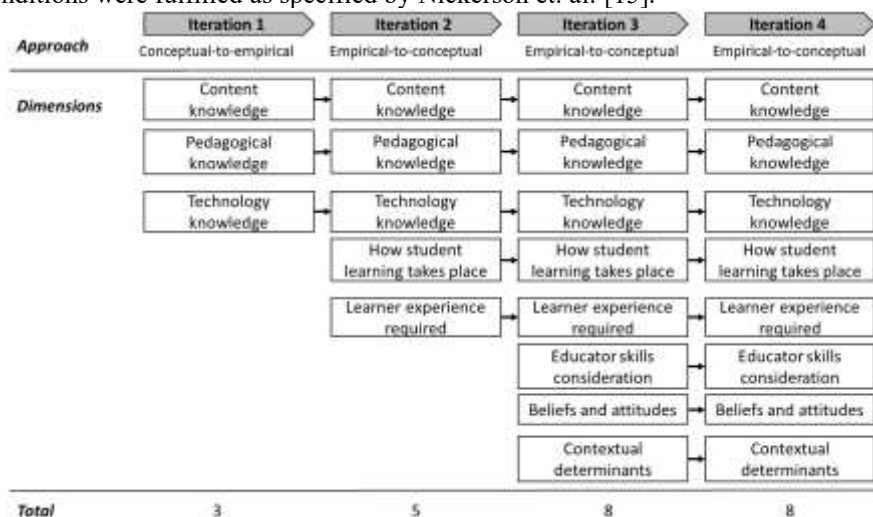 nditions were fulfilled as specified by Nickerson et. al. [15].
Iteration 1 Iteration 2 Iteration 3 Iteration 4
Approach Conceptual-to-empirical Empirical-to-conceptual Empirical-to-conceptual Empirical-to-conceptual
Dimensions
Content Content Content Content
knowledge knowledge knowledge knowledge
Pedagogical Pedagogical Pedagogical Pedagogical
knowledge knowledge knowledge knowledge
Technology Technology Technology Technology
knowledge knowledge knowledge knowledge
How student How student How student
learning takes place learning takes place learning takes place
Learner experience Learner experience Learner experience
required required required
Educator skills Educator skills
consideration consideration
Beliefs and attitudes Beliefs and attitudes
Contextual Contextual
determinants determinants
Total 3 5 8 8